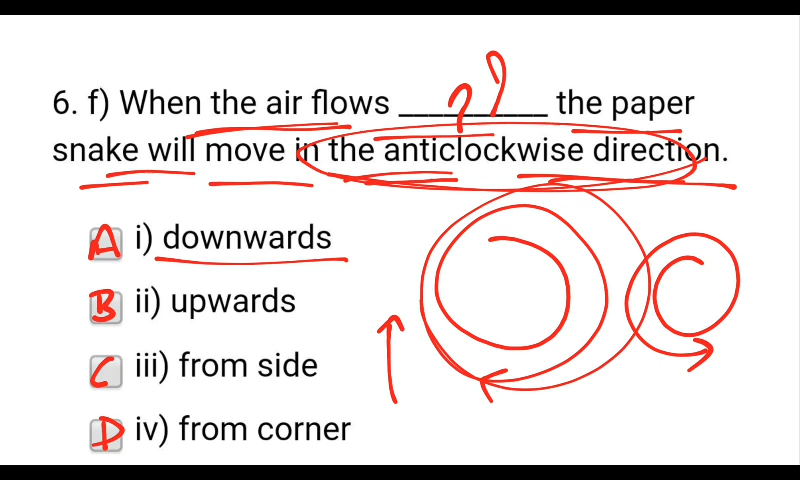 6. f) When the air flows __________ the paper
??
snake will move in the anticlockwise direction.
A i) downwards
B ii) upwards
C iii) from side
D iv) from corner